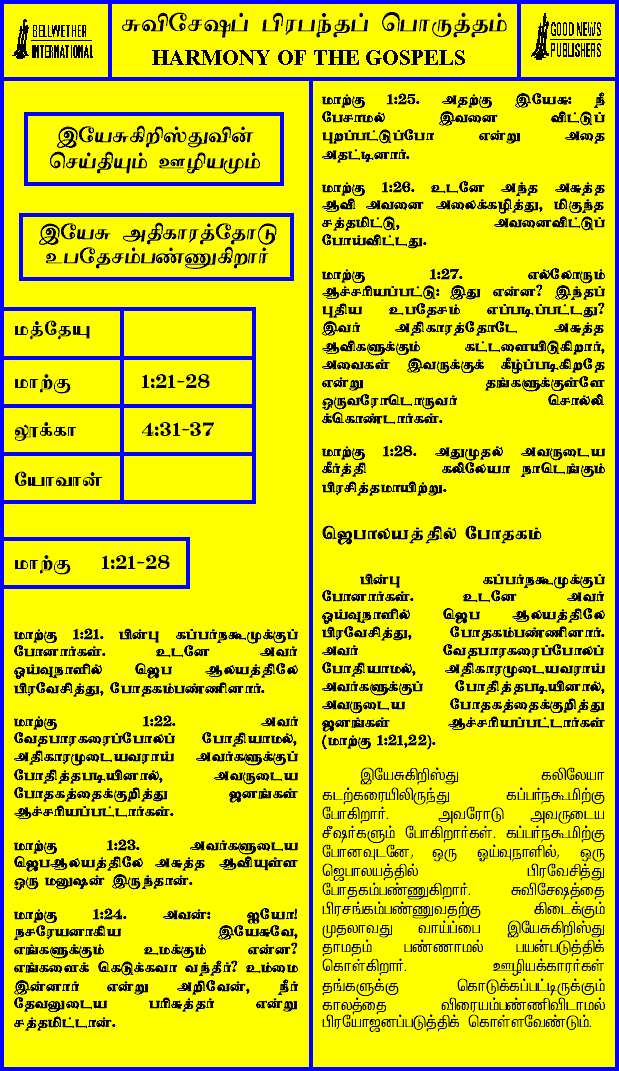 BELLWETHER
INTERNATIONAL
சுவிசேஷப் பிரபந்தப் பொருத்தம்
HARMONY OF THE GOSPELS
GOOD NEWS
PUBLISHERS
இயேசுகிறிஸ்துவின்
செய்தியும் ஊழியமும்
இயேசு அதிகாரத்தோடு
உபதேசம்பண்ணுகிறார்
மத்தேயு
மாற்கு 1:21-28
லூக்கா 4:31-37
யோவான்
மாற்கு 1:21-28
மாற்கு 1:21. பின்பு கப்பர்நகூமுக்குப்
போனார்கள். உடனே அவர்
ஓய்வுநாளில் ஜெப ஆலயத்திலே
பிரவேசித்து, போதகம்பண்ணினார்.
மாற்கு 1:22. அவர்
வேதபாரகரைப்போலப் போதியாமல்,
அதிகாரமுடையவராய் அவர்களுக்குப்
போதித்தபடியினால், அவருடைய
போதகத்தைக்குறித்து ஜனங்கள்
ஆச்சரியப்பட்டார்கள்.
மாற்கு 1:23. அவர்களுடைய
ஜெபஆலயத்திலே அசுத்த ஆவியுள்ள
ஒரு மனுஷன் இருந்தான்.
மாற்கு 1:24. அவன்: ஐயோ!
நசரேயனாகிய இயேசுவே,
எங்களுக்கும் உமக்கும் என்ன?
எங்களைக் கெடுக்கவா வந்தீர்? உம்மை
இன்னார் என்று அறிவேன், நீர்
தேவனுடைய பரிசுத்தர் என்று
சத்தமிட்டான்.
மாற்கு 1:25. அதற்கு இயேசு: நீ
பேசாமல் இவனை விட்டுப்
புறப்பட்டுப்போ என்று அதை
அதட்டினார்.
மாற்கு 1:26. உடனே அந்த அசுத்த
ஆவி அவனை அலைக்கழித்து, மிகுந்த
சத்தமிட்டு, அவனைவிட்டுப்
போய்விட்டது.
மாற்கு 1:27. எல்லோரும்
ஆச்சரியப்பட்டு: இது என்ன? இந்தப்
புதிய உபதேசம் எப்படிப்பட்டது?
இவர் அதிகாரத்தோடே அசுத்த
ஆவிகளுக்கும் கட்டளையிடுகிறார்,
அவைகள் இவருக்குக் கீழ்ப்படிகிறதே
என்று தங்களுக்குள்ளே
ஒருவரோடொருவர் சொல்லி
க்கொண்டார்கள்.
மாற்கு 1:28. அதுமுதல் அவருடைய
கீர்த்தி கலிலேயா நாடெங்கும்
பிரசித்தமாயிற்று.
ஜெபாலயத்தில் போதகம்
பின்பு கப்பர்நகூமுக்குப்
போனார்கள். உடனே அவர்
ஓய்வுநாளில் ஜெப ஆலயத்திலே
பிரவேசித்து, போதகம்பண்ணினார்.
அவர் வேதபாரகரைப்போலப்
போதியாமல், அதிகாரமுடையவராய்
அவர்களுக்குப் போதித்தபடியினால்,
அவருடைய போதகத்தைக்குறித்து
ஜனங்கள் ஆச்சரியப்பட்டார்கள்
(மாற்கு 1:21,22).
இயேசுகிறிஸ்து கலிலேயா
கடற்கரையிலிருந்து கப்பர்நகூமிற்கு
போகிறார். அவரோடு அவருடைய
சீஷர்களும் போகிறார்கள். கப்பர்நகூமிற்கு
போனவுடனே, ஒரு ஓய்வுநாளில், ஒரு
ஜெபாலயத்தில் பிரவேசித்து
போதகம்பண்ணுகிறார். சுவிசேஷத்தை
பிரசங்கம்பண்ணுவதற்கு கிடைக்கும்
முதலாவது வாய்ப்பை இயேசுகிறிஸ்து
தாமதம் பண்ணாமல் பயன்படுத்திக்
கொள்கிறார். ஊழியக்காரர்கள்
தங்களுக்கு கொடுக்கப்பட்டிருக்கும்
காலத்தை விரையம்பண்ணிவிடாமல்
பிரயோஜனப்படுத்திக் கொள்ளவேண்டும்.